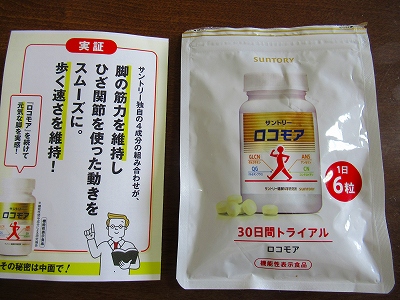 実証
サントリー独自の4成分の組み合わせが、
脚の筋力を維持し
ひざ関節を使った動きを
スムーズに。
歩く速さを維持！
「ロコモア」を続けて
元気な脚を実感！
その秘密は中面で！
SUNTORY
サントリー
ロコモア
GLCN
ANS
QG
CN
1日
6粒
30日間トライアル
ロコモア
機能性表示食品